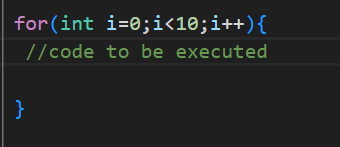 for(int i=0;i<10;i++){
//code to be executed
}